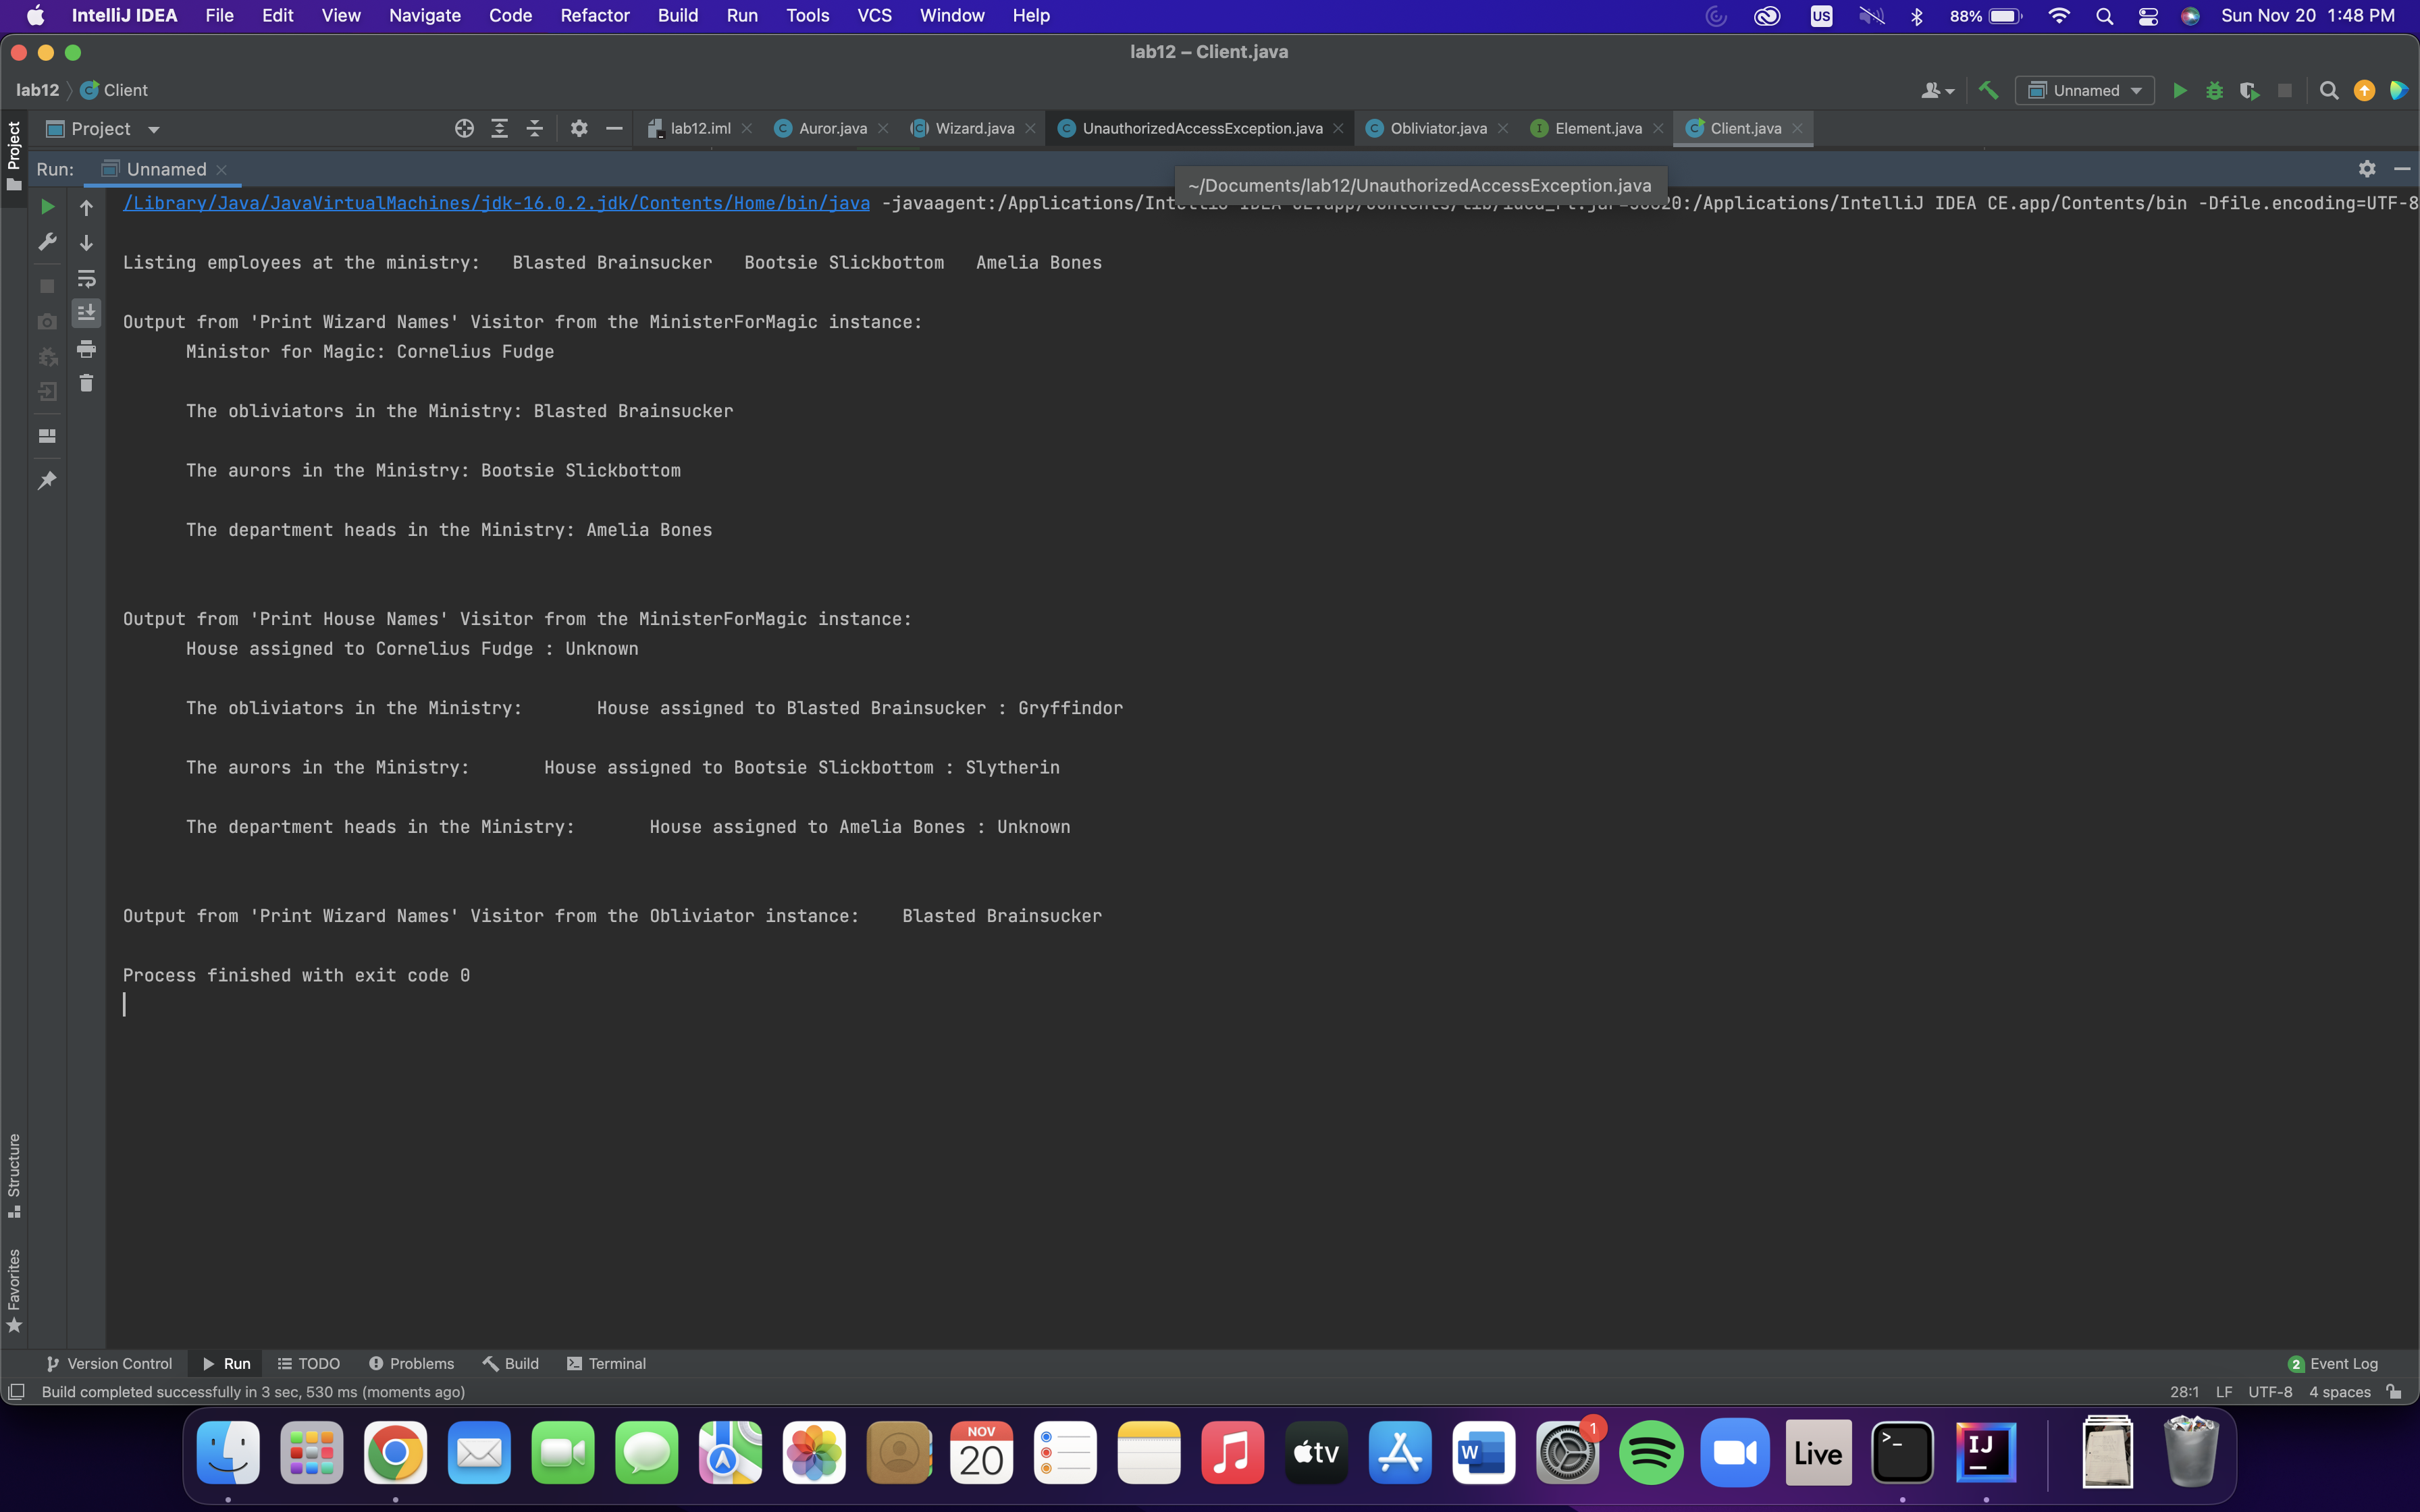 IntelliJ IDEA File Edit View Navigate Code Refactor Build Run Tools VCS Window Help US 88% Sun Nov 20 1:48 PM
lab12 – Client.java
lab12 Client Unnamed
Project Project lab12.iml Auror.java Wizard.java UnauthorizedAccessException.java Obliviator.java Element.java Client.java
Run: Unnamed
~/Documents/lab12/UnauthorizedAccessException.java
/Library/Java/JavaVirtualMachines/jdk-16.0.2.jdk/Contents/Home/bin/java -javaagent:/Applications/IntelliJ IDEA CE.app/Contents/lib/idea_rt.jar=:/Applications/IntelliJ IDEA CE.app/Contents/bin -Dfile.encoding=UTF-8
Listing employees at the ministry: Blasted Brainsucker Bootsie Slickbottom Amelia Bones
Output from 'Print Wizard Names' Visitor from the MinisterForMagic instance:
Ministor for Magic: Cornelius Fudge
The obliviators in the Ministry: Blasted Brainsucker
The aurors in the Ministry: Bootsie Slickbottom
The department heads in the Ministry: Amelia Bones
Output from 'Print House Names' Visitor from the MinisterForMagic instance:
House assigned to Cornelius Fudge : Unknown
The obliviators in the Ministry: House assigned to Blasted Brainsucker : Gryffindor
The aurors in the Ministry: House assigned to Bootsie Slickbottom : Slytherin
The department heads in the Ministry: House assigned to Amelia Bones : Unknown
Output from 'Print Wizard Names' Visitor from the Obliviator instance: Blasted Brainsucker
Process finished with exit code 0
Structure
Favorites
Version Control Run TODO Problems Build Terminal 2 Event Log
Build completed successfully in 3 sec, 530 ms (moments ago) 28:1 LF UTF-8 4 spaces
NOV
20
tv
W
1
Live
>_
IJ